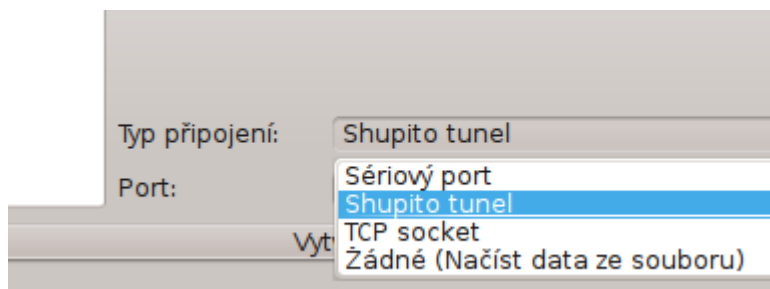 Typ připojení: Shupito tunel
Port:
Sériový port
Shupito tunel
TCP socket
Žádné (Načíst data ze souboru)